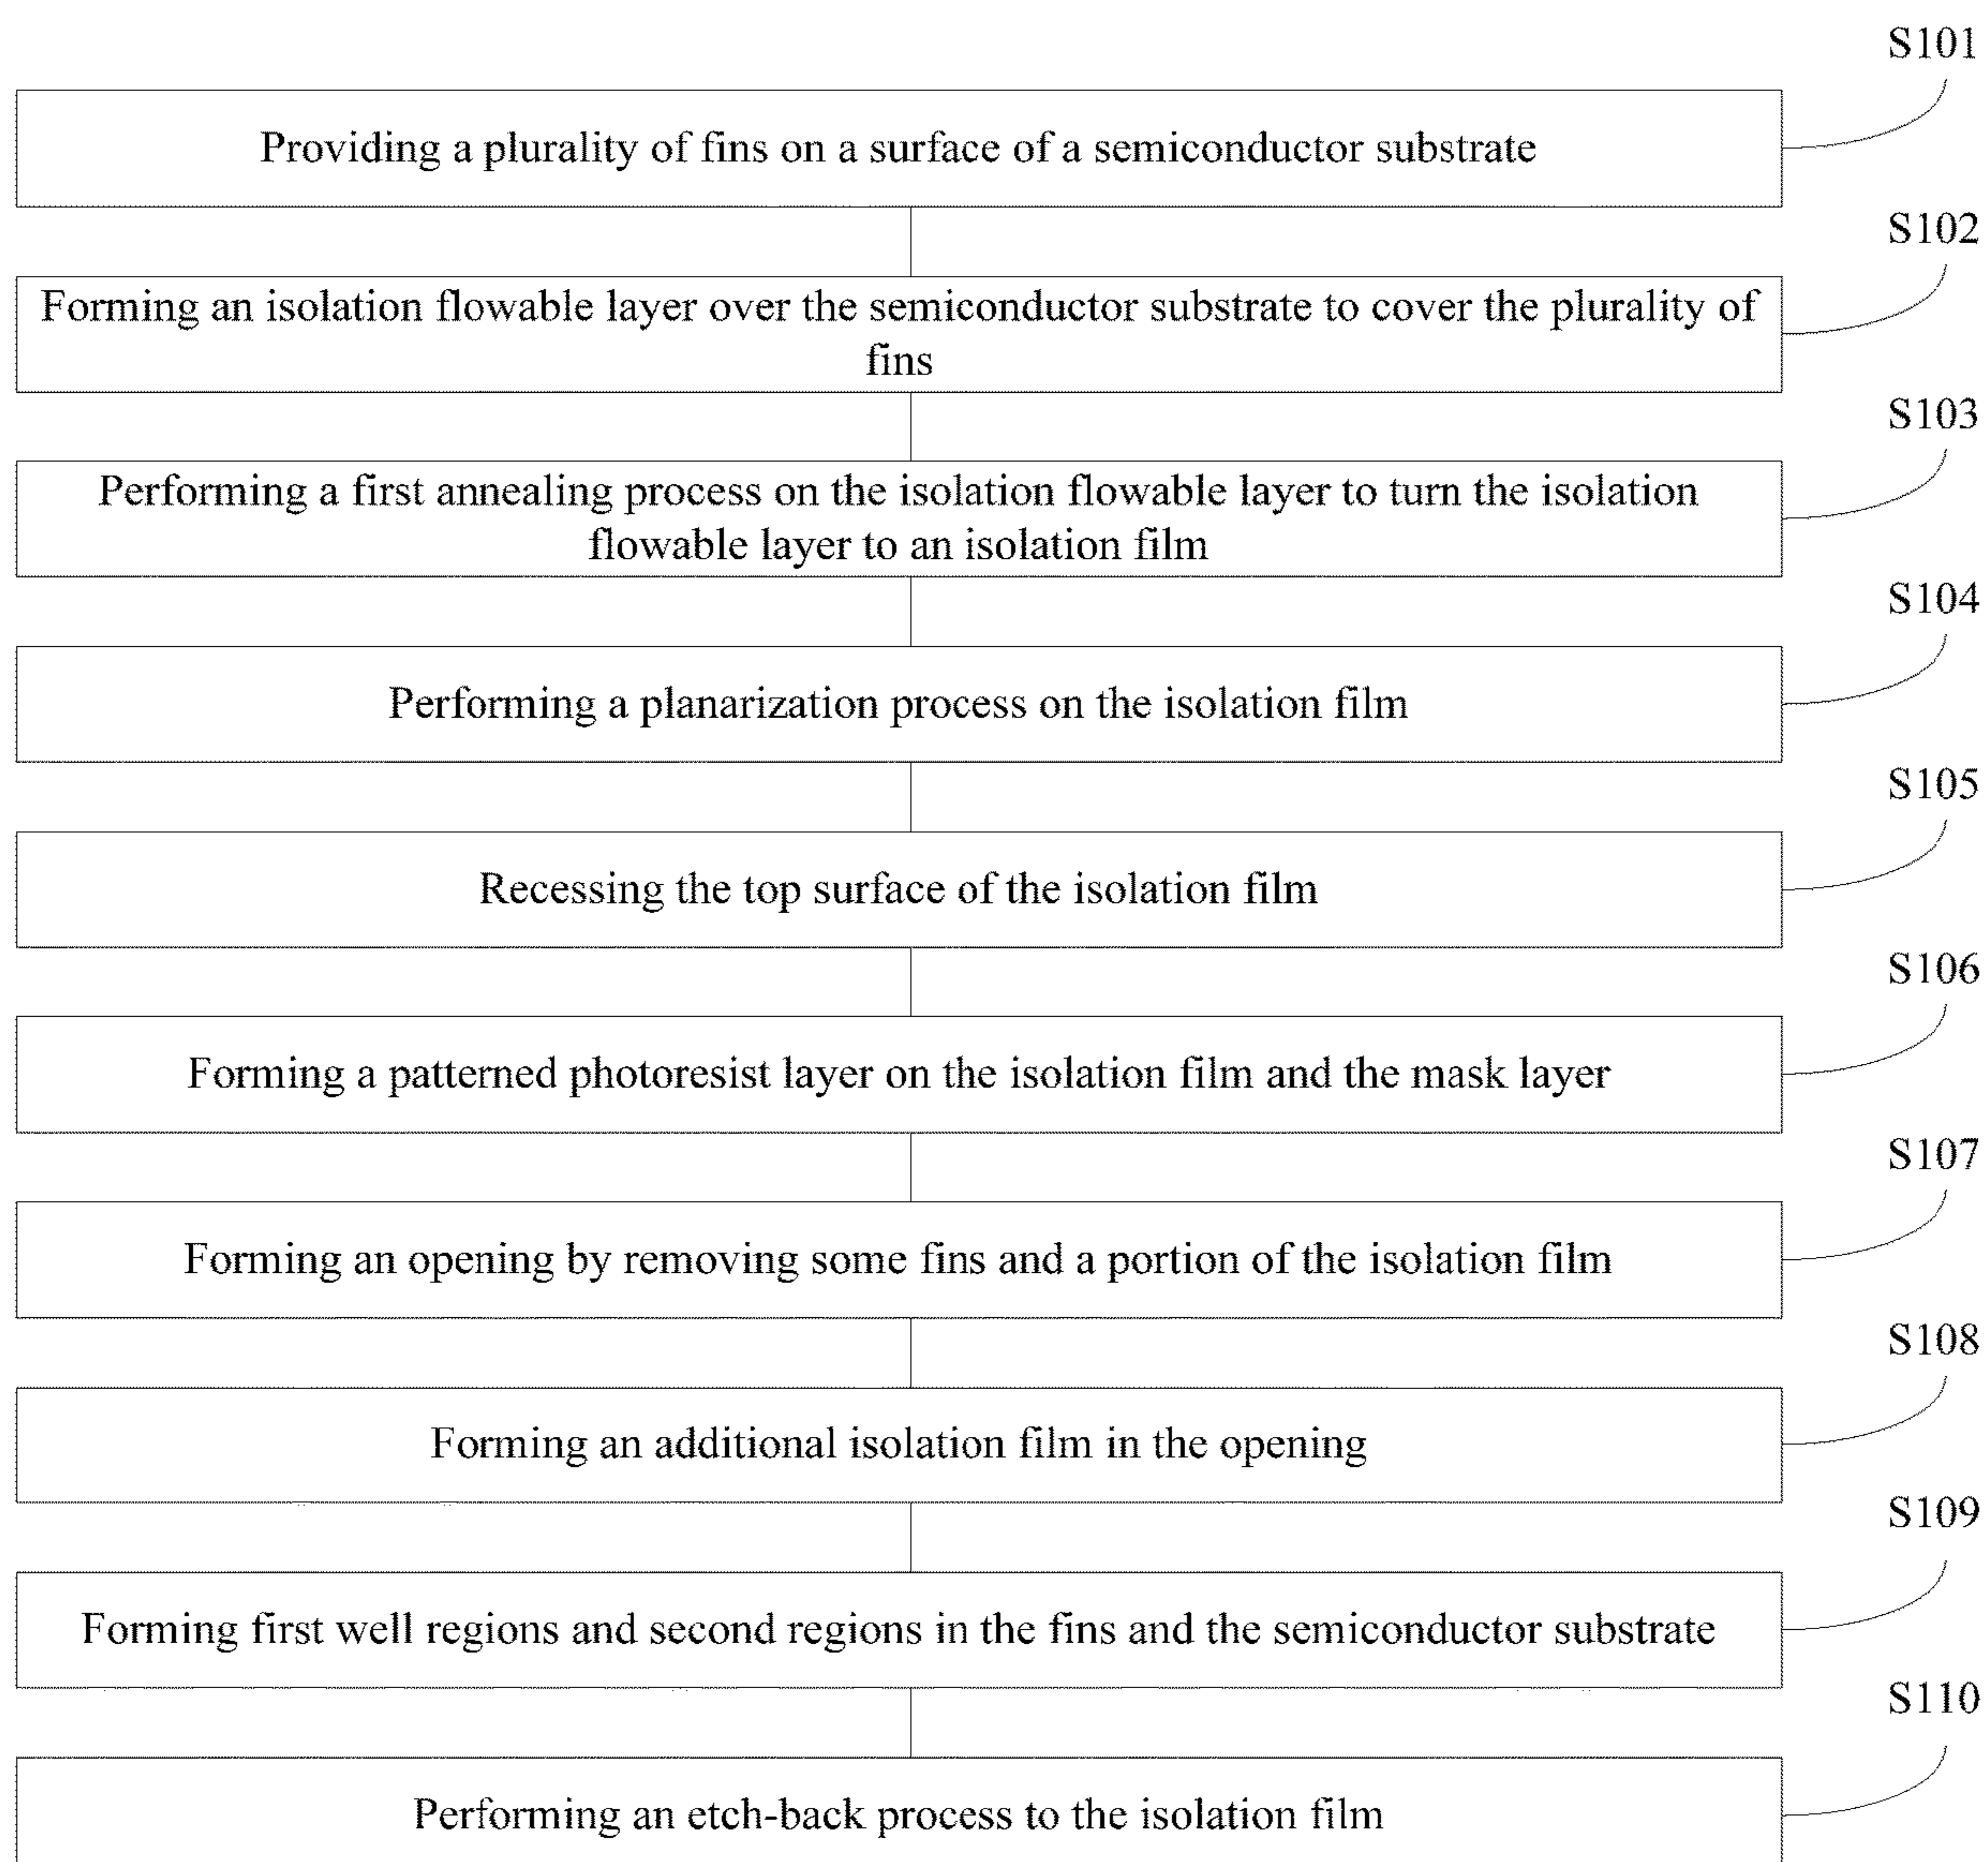 S101
Providing a plurality of fins on a surface of a semiconductor substrate
S102
Forming an isolation flowable layer over the semiconductor substrate to cover the plurality of
fins
S103
Performing a first annealing process on the isolation flowable layer to turn the isolation
flowable layer to an isolation film
S104
Performing a planarization process on the isolation film
S105
Recessing the top surface of the isolation film
S106
Forming a patterned photoresist layer on the isolation film and the mask layer
S107
Forming an opening by removing some fins and a portion of the isolation film
S108
Forming an additional isolation film in the opening
S109
Forming first well regions and second regions in the fins and the semiconductor substrate
S110
Performing an etch-back process to the isolation film